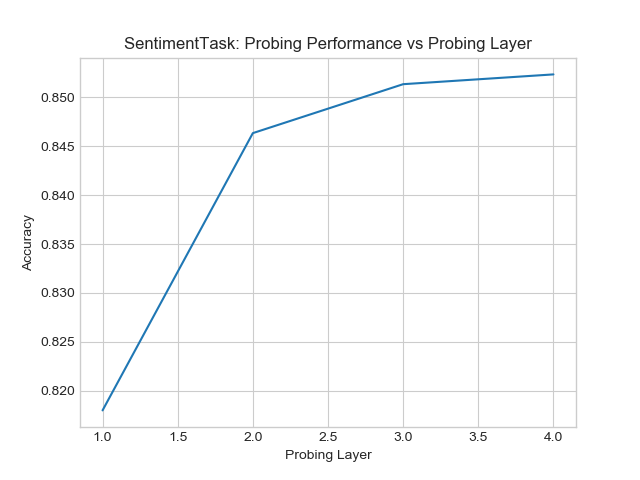 SentimentTask: Probing Performance vs Probing Layer
Accuracy
0.850
0.845
0.840
0.835
0.830
0.825
0.820
1.0 1.5 2.0 2.5 3.0 3.5 4.0
Probing Layer